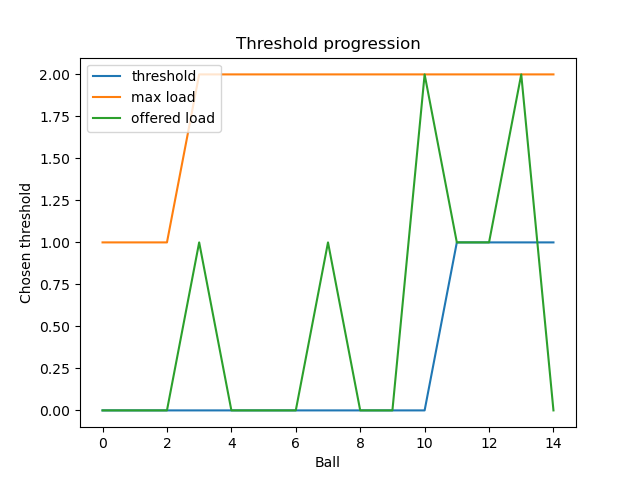 Threshold progression
threshold
max load
offered load
2.00
1.75
1.50
1.25
1.00
0.75
0.50
0.25
0.00
Chosen threshold
0 2 4 6 8 10 12 14
Ball